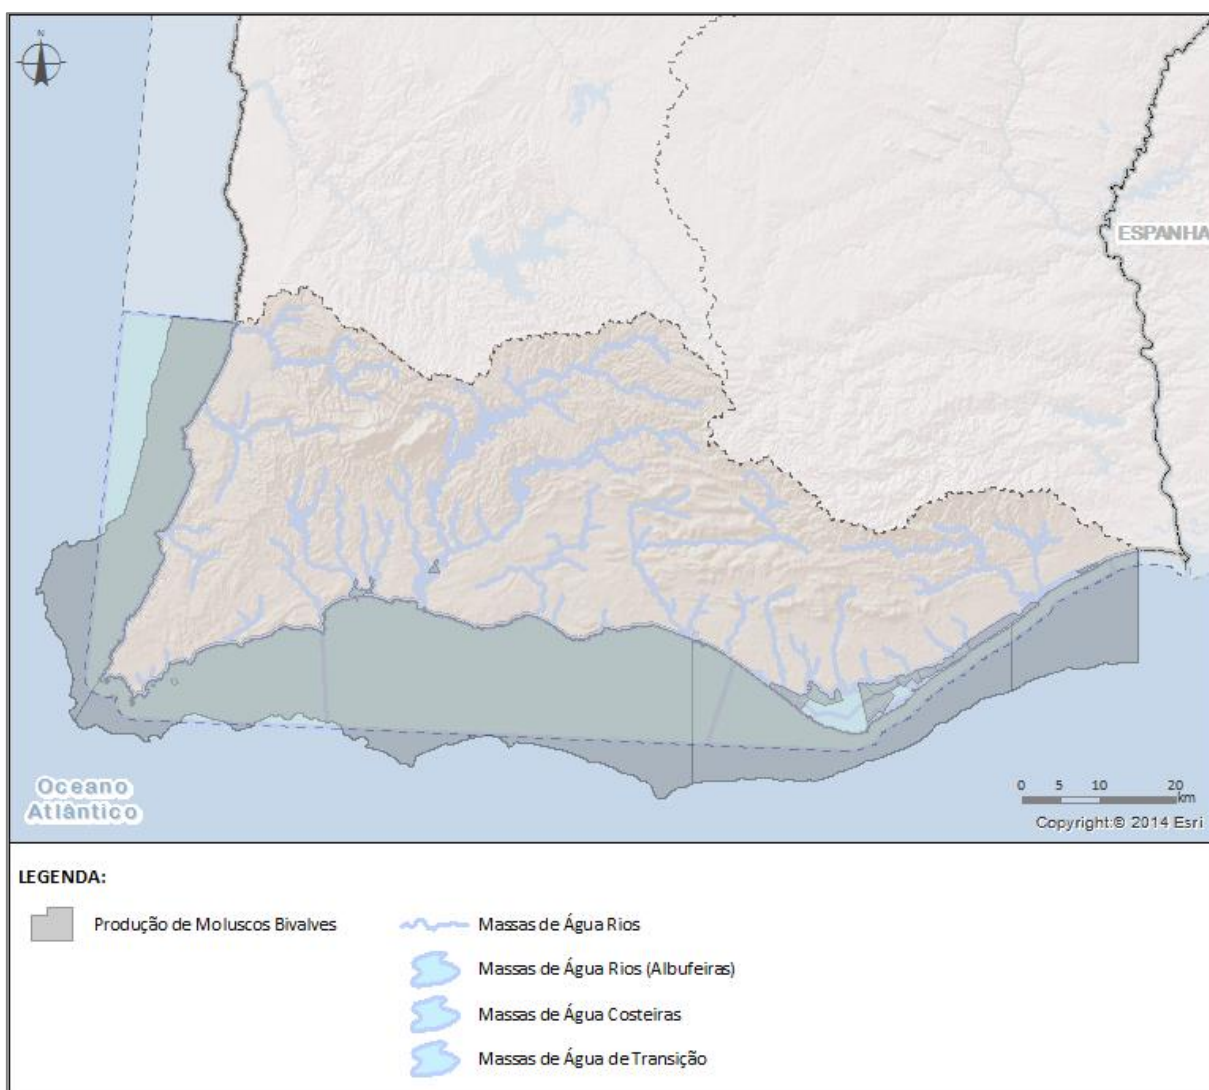 N
ESPANHA
Oceano
Atlântico
0 5 10 20
km
Copyright:© 2014 Esri
LEGENDA:
Produção de Moluscos Bivalves
Massas de Água Rios
Massas de Água Rios (Albufeiras)
Massas de Água Costeiras
Massas de Água de Transição